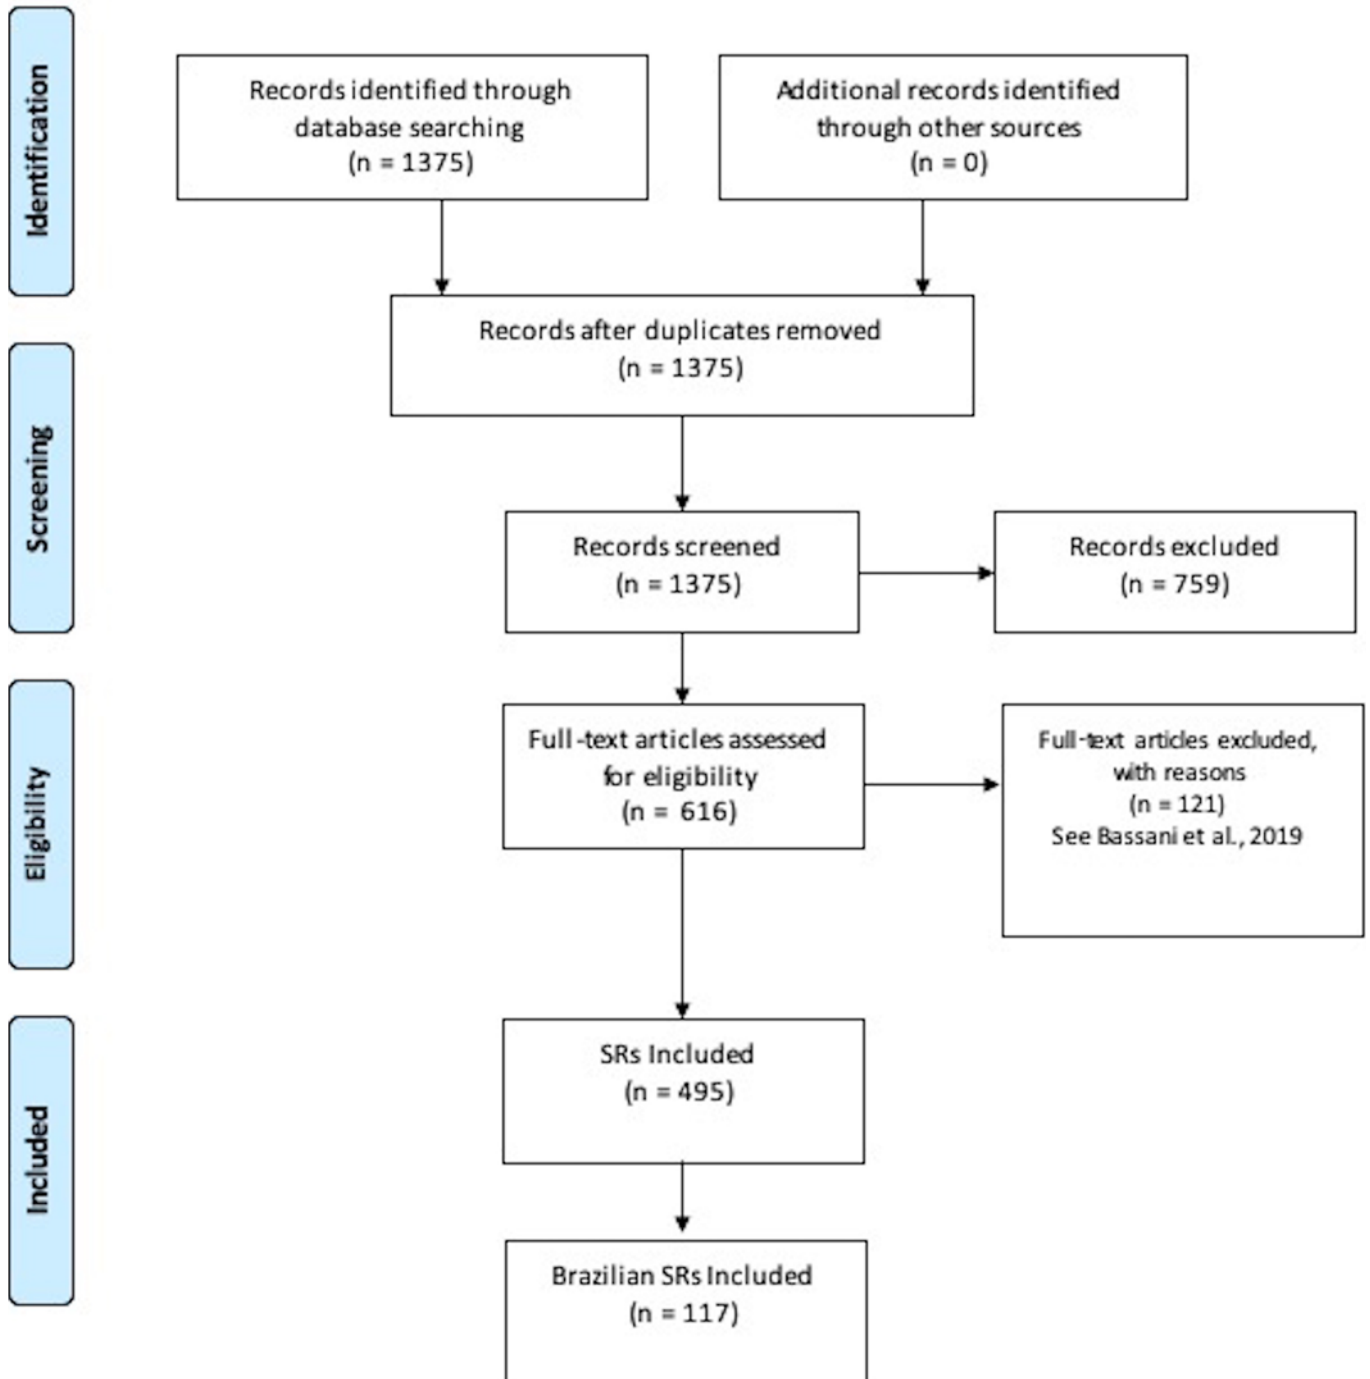 Identification
Records identified through
database searching
(n = 1375)
Additional records identified
through other sources
(n = 0)
Records after duplicates removed
(n = 1375)
Screening
Records screened
(n = 1375)
Records excluded
(n = 759)
Eligibility
Full-text articles assessed
for eligibility
(n = 616)
Full-text articles excluded,
with reasons
(n = 121)
See Bassani et al., 2019
Included
SRs Included
(n = 495)
Brazilian SRs Included
(n = 117)